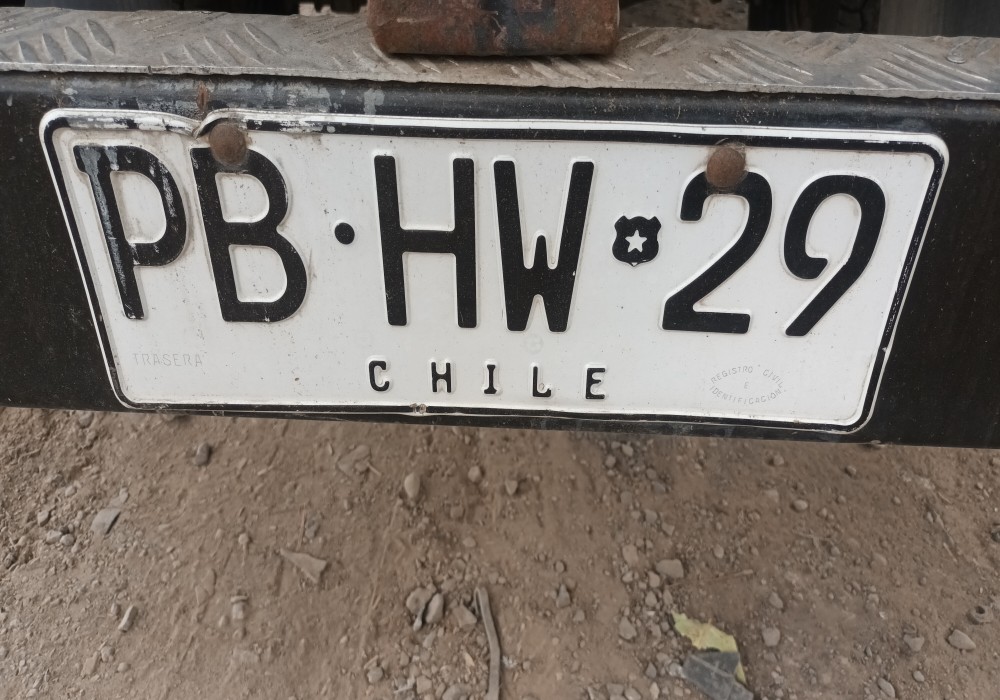 PB·HW 29
TRASERA
CHILE
REGISTRO CIVIL
E
IDENTIFICACION